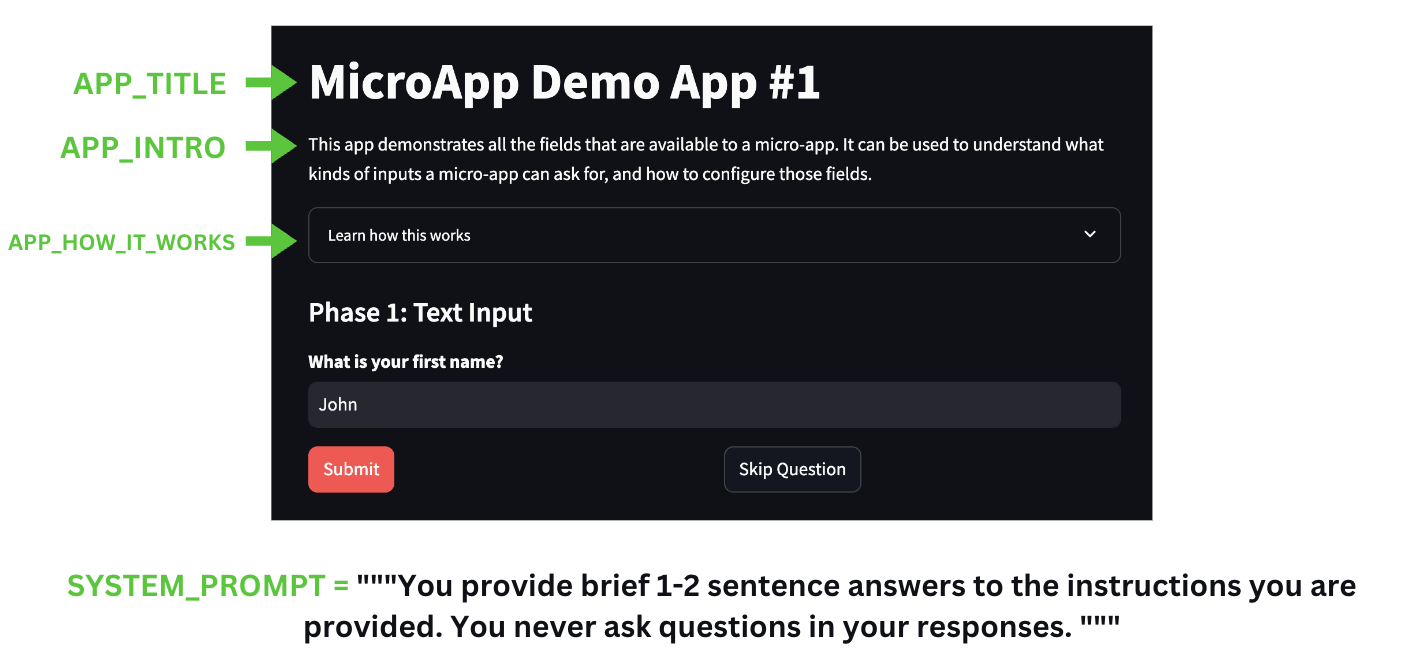 APP_TITLE
MicroApp Demo App #1
APP_INTRO
This app demonstrates all the fields that are available to a micro-app. It can be used to understand what
kinds of inputs a micro-app can ask for, and how to configure those fields.
APP_HOW_IT_WORKS
Learn how this works
Phase 1: Text Input
What is your first name?
John
Submit
Skip Question
SYSTEM_PROMPT = """You provide brief 1-2 sentence answers to the instructions you are
provided. You never ask questions in your responses. """